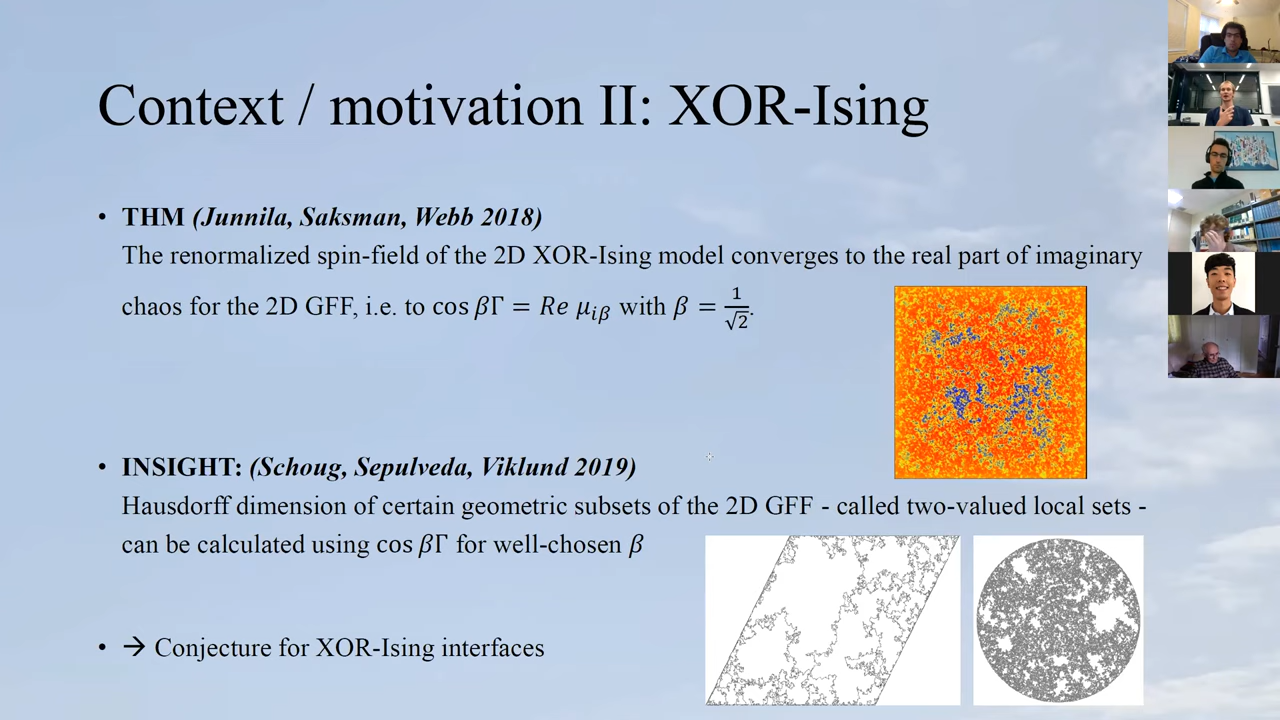 Context / motivation II: XOR-Ising
• THM (Junnila, Saksman, Webb 2018)
The renormalized spin-field of the 2D XOR-Ising model converges to the real part of imaginary
chaos for the 2D GFF, i.e. to cos βΓ = Re μ_{iβ} with β = 1/√2.
• INSIGHT: (Schoug, Sepulveda, Viklund 2019)
Hausdorff dimension of certain geometric subsets of the 2D GFF - called two-valued local sets -
can be calculated using cos βΓ for well-chosen β
• → Conjecture for XOR-Ising interfaces